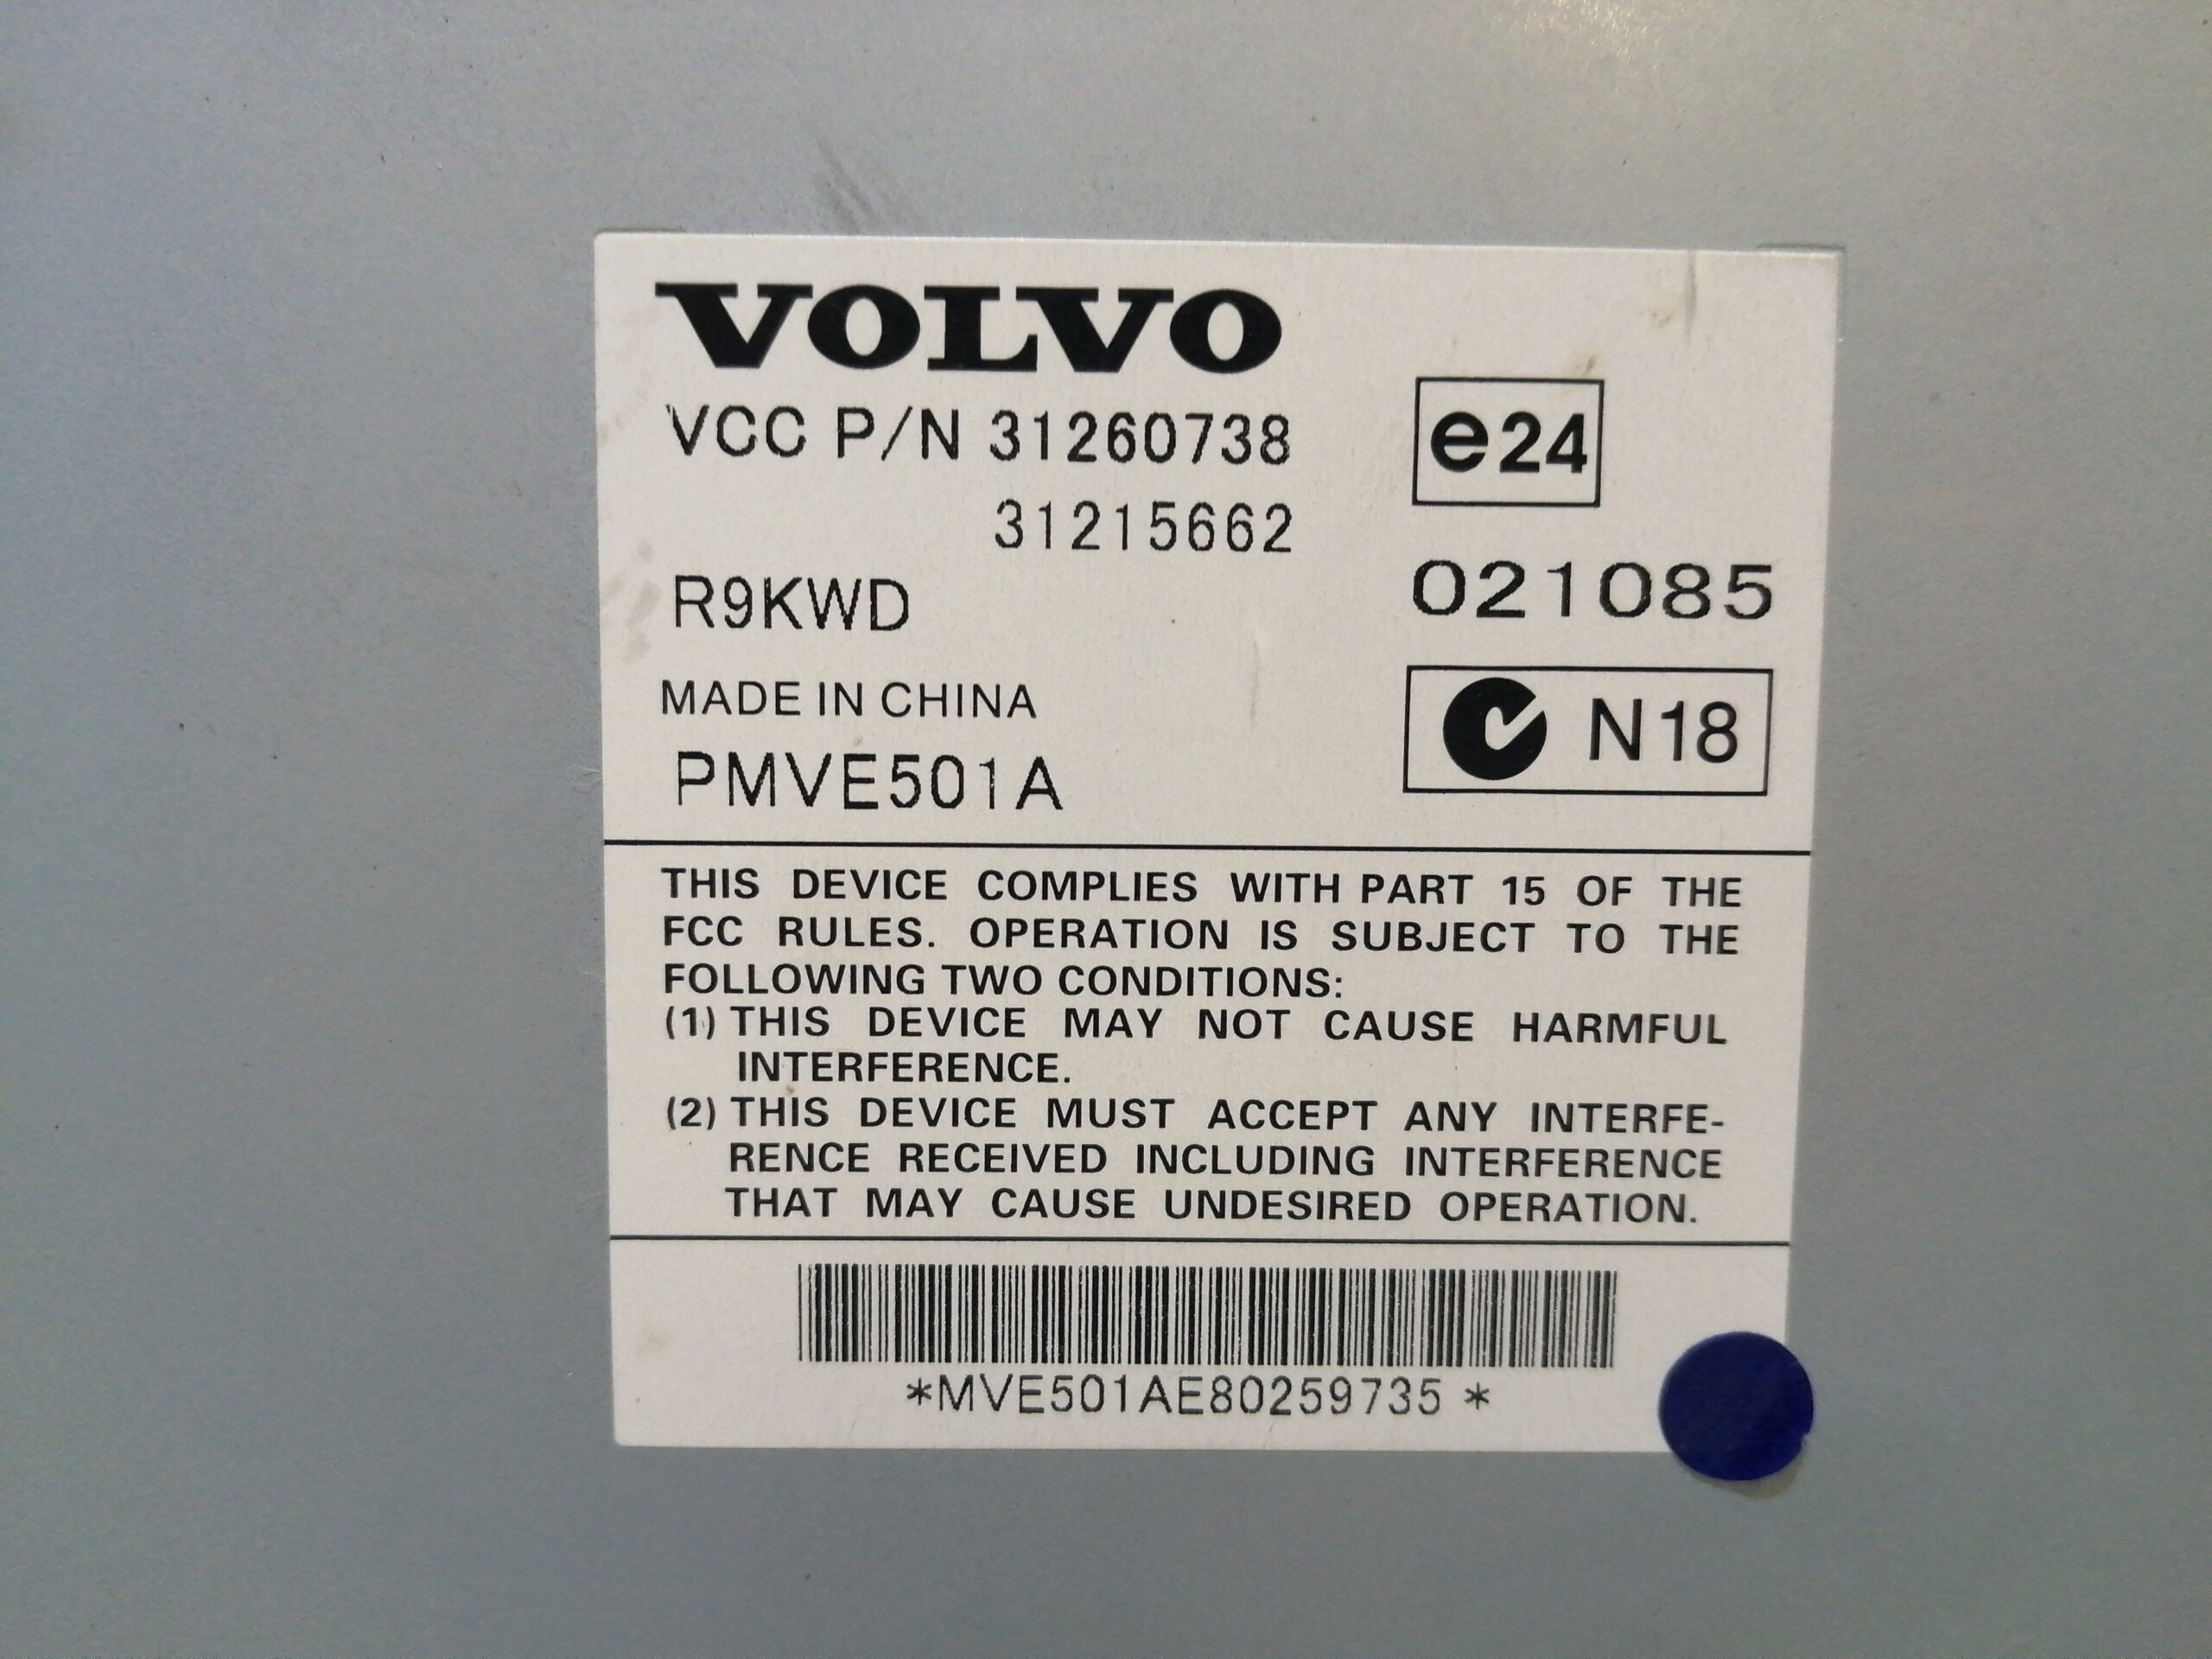 VOLVO
VCC P/N 31260738
31215662
e24
R9KWD
021085
MADE IN CHINA
N18
PMVE501A
THIS DEVICE COMPLIES WITH PART 15 OF THE
FCC RULES. OPERATION IS SUBJECT TO THE
FOLLOWING TWO CONDITIONS:
(1) THIS DEVICE MAY NOT CAUSE HARMFUL
INTERFERENCE.
(2) THIS DEVICE MUST ACCEPT ANY INTERFE-
RENCE RECEIVED INCLUDING INTERFERENCE
THAT MAY CAUSE UNDESIRED OPERATION.
*MVE501AE80259735 *